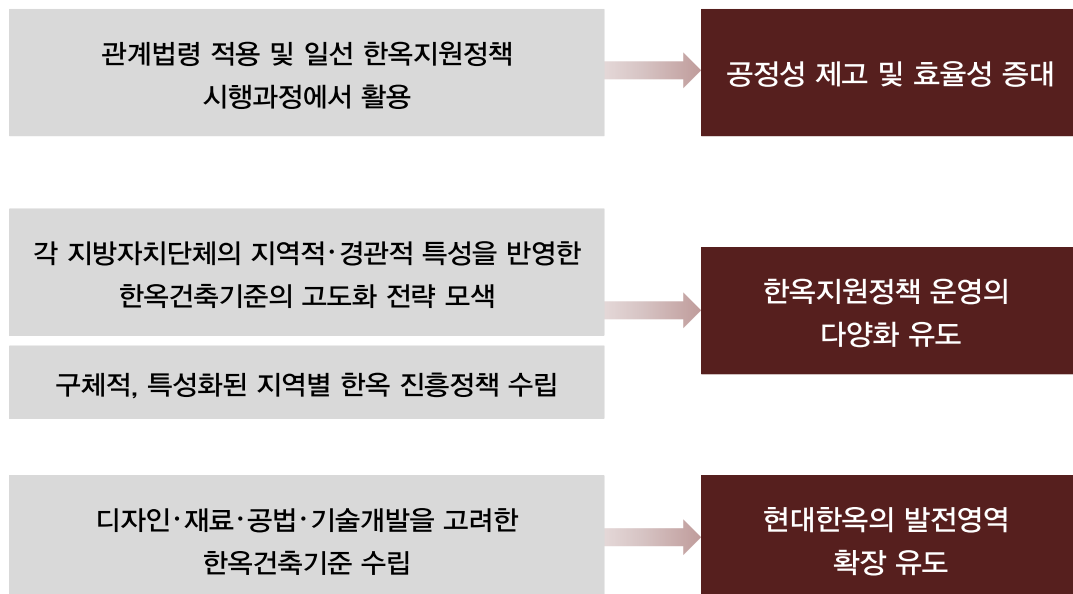 관계법령 적용 및 일선 한옥지원정책
시행과정에서 활용
공정성 제고 및 효율성 증대
각 지방자치단체의 지역적·경관적 특성을 반영한
한옥건축기준의 고도화 전략 모색
구체적, 특성화된 지역별 한옥 진흥정책 수립
한옥지원정책 운영의
다양화 유도
디자인·재료·공법·기술개발을 고려한
한옥건축기준 수립
현대한옥의 발전영역
확장 유도